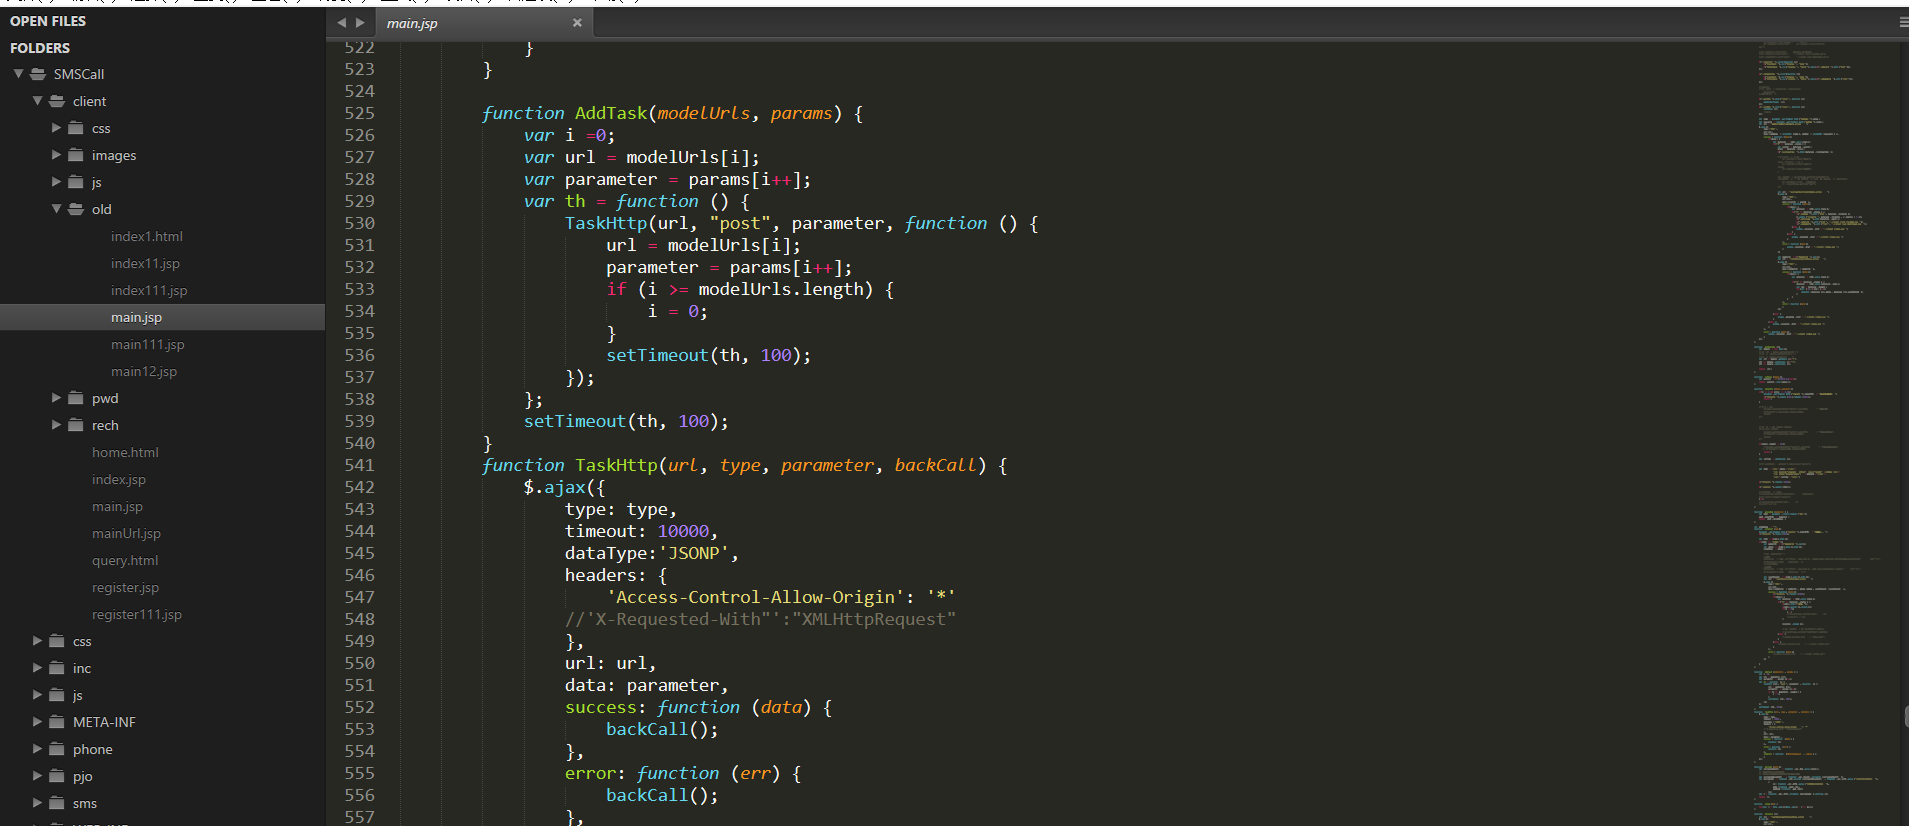 OPEN FILES
FOLDERS
SMSCall
client
css
images
js
old
index1.html
index11.jsp
index111.jsp
main.jsp
main111.jsp
main12.jsp
pwd
rech
home.html
index.jsp
main.jsp
mainUrl.jsp
query.html
register.jsp
register111.jsp
css
inc
js
META-INF
phone
pjo
sms
main.jsp
522 }
523 }
524
525 function AddTask(modelUrls, params) {
526 var i =0;
527 var url = modelUrls[i];
528 var parameter = params[i++];
529 var th = function () {
530 TaskHttp(url, "post", parameter, function () {
531 url = modelUrls[i];
532 parameter = params[i++];
533 if (i >= modelUrls.length) {
534 i = 0;
535 }
536 setTimeout(th, 100);
537 });
538 };
539 setTimeout(th, 100);
540 }
541 function TaskHttp(url, type, parameter, backCall) {
542 $.ajax({
543 type: type,
544 timeout: 10000,
545 dataType:'JSONP',
546 headers: {
547 'Access-Control-Allow-Origin': '*'
548 //'X-Requested-With"':"XMLHttpRequest"
549 },
550 url: url,
551 data: parameter,
552 success: function (data) {
553 backCall();
554 },
555 error: function (err) {
556 backCall();
557 },